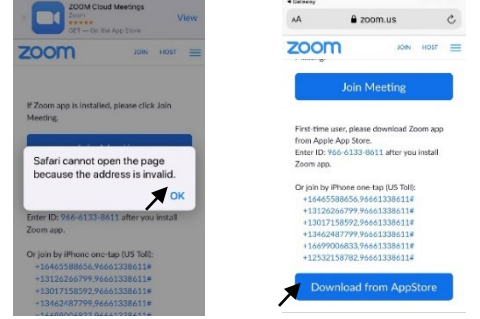 ZOOM Cloud Meetings
Zoom
GET — On the App Store
View
zoom
JOIN HOST
If Zoom app is installed, please click Join
Meeting.
Safari cannot open the page
because the address is invalid.
OK
Enter ID: 966-6133-8611 after you install
Zoom app.
Or join by iPhone one-tap (US Toll):
+16465588656,96661338611#
+13126266799,96661338611#
+13017158592,96661338611#
+13462487799,96661338611#
+16699006833,96661338611#
Gateway
AA zoom.us
zoom
JOIN HOST
Join Meeting
First-time user, please download Zoom app
from Apple App Store.
Enter ID: 966-6133-8611 after you install
Zoom app.
Or join by iPhone one-tap (US Toll):
+16465588656,96661338611#
+13126266799,96661338611#
+13017158592,96661338611#
+13462487799,96661338611#
+16699006833,96661338611#
+12532158782,96661338611#
Download from AppStore